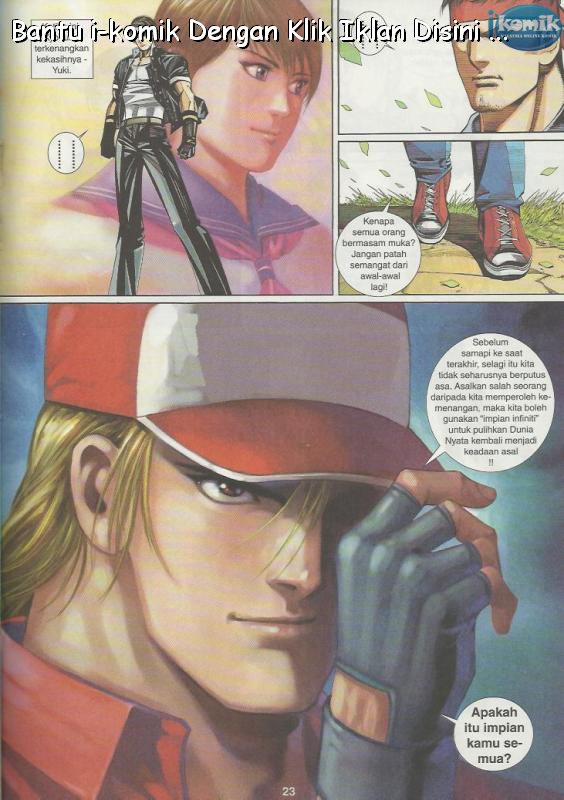 Bantu i-komik Dengan Klik Iklan Disini ...
komik
terkenangkan
kekasihnya -
Yuki.
Kenapa
semua orang
bermasam muka?
Jangan patah
semangat dari
awal-awal
lagi!
Sebelum
samapi ke saat
terakhir, selagi itu kita
tidak seharusnya berputus
asa. Asalkan salah seorang
daripada kita memperoleh ke-
menangan, maka kita boleh
gunakan "impian infiniti"
untuk pulihkan Dunia
Nyata kembali menjadi
keadaan asal
!!
Apakah
itu impian
kamu se-
mua?
23